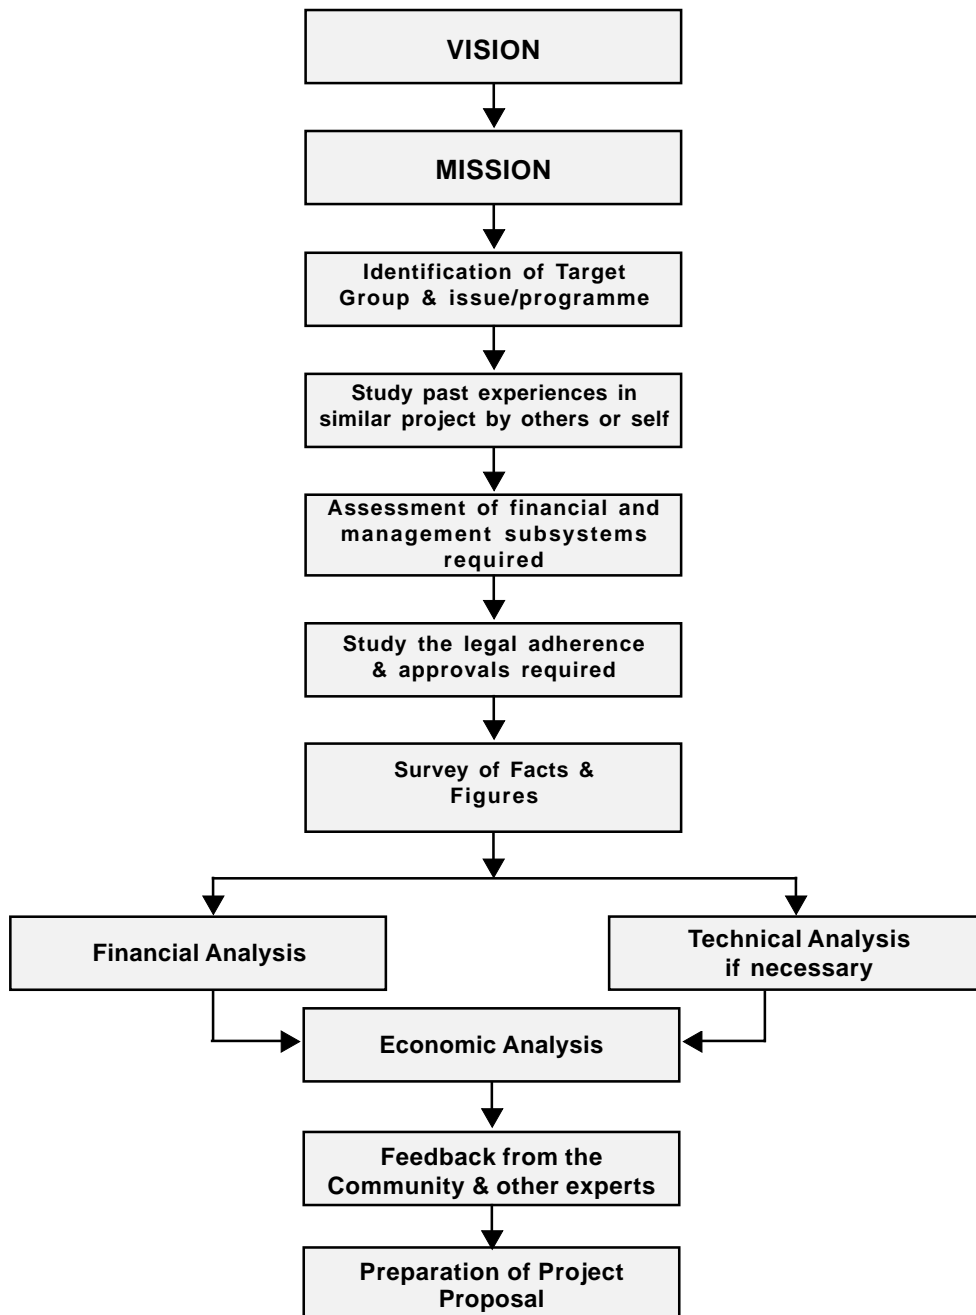 VISION
MISSION
Identification of Target
Group & issue/programme
Study past experiences in
similar project by others or self
Assessment of financial and
management subsystems
required
Study the legal adherence
& approvals required
Survey of Facts &
Figures
Financial Analysis
Technical Analysis
if necessary
Economic Analysis
Feedback from the
Community & other experts
Preparation of Project
Proposal